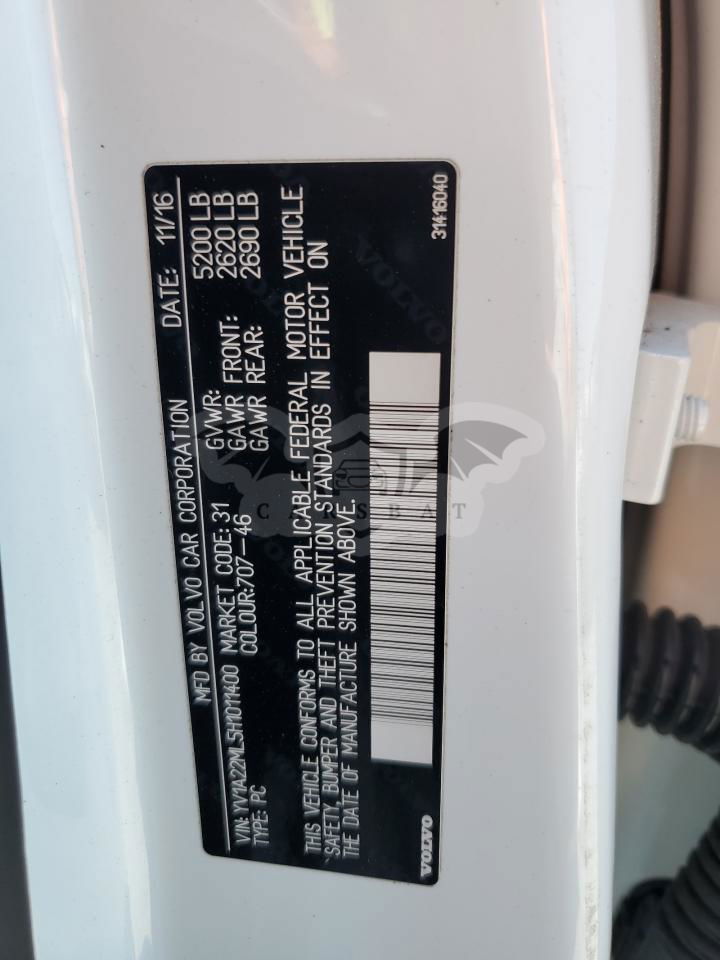 MFD BY VOLVO CAR CORPORATION DATE: 11/16
VIN: YV1A22ML5H1011400 MARKET CODE: 31 GVWR: 5200 LB
TYPE: PC COLOUR:707-46 GAWR FRONT: 2620 LB
GAWR REAR: 2690 LB
THIS VEHICLE CONFORMS TO ALL APPLICABLE FEDERAL MOTOR VEHICLE
SAFETY, BUMPER AND THEFT PREVENTION STANDARDS IN EFFECT ON
THE DATE OF MANUFACTURE SHOWN ABOVE.
VOLVO 31416040
CARSBAT